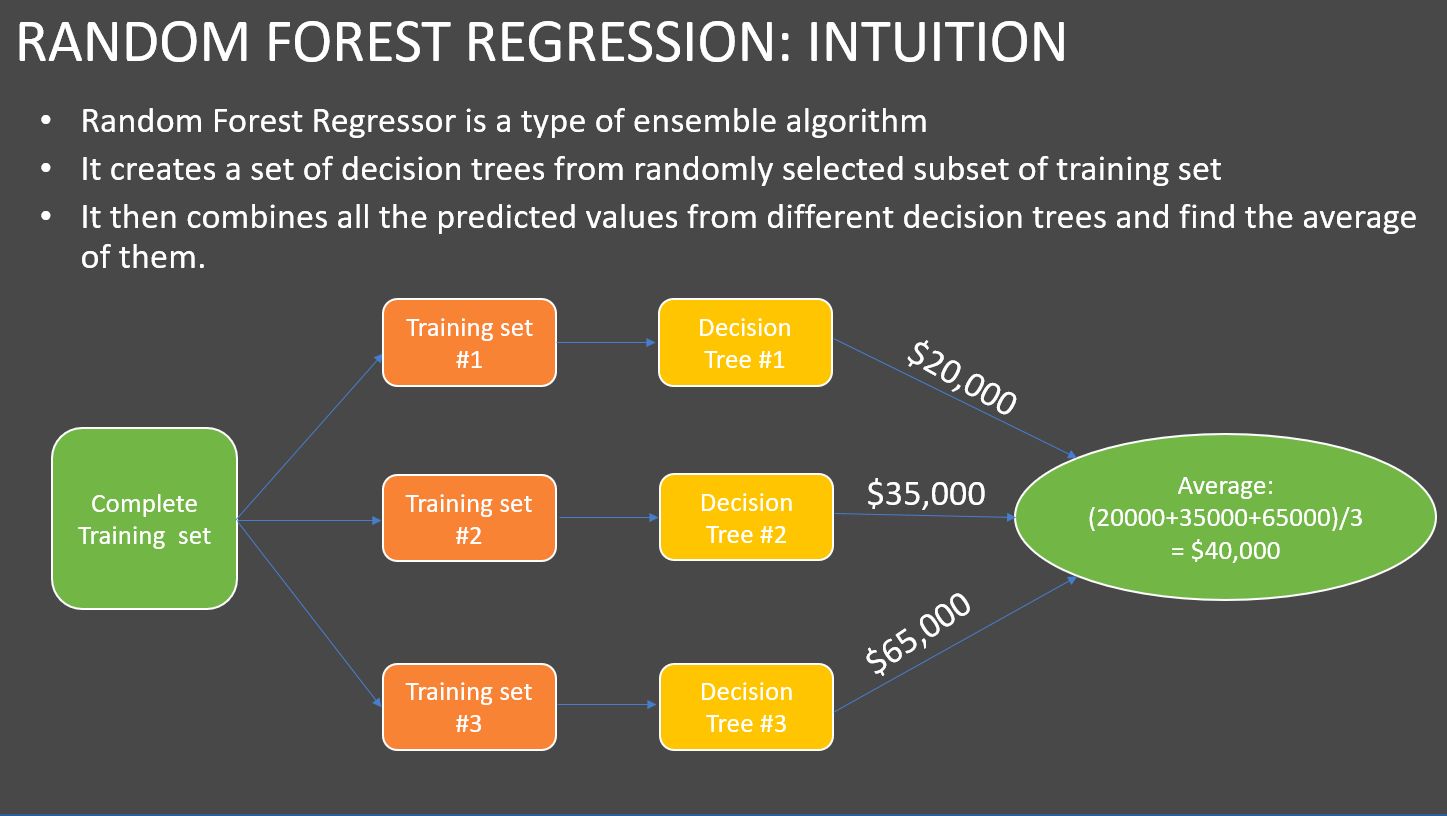 RANDOM FOREST REGRESSION: INTUITION
• Random Forest Regressor is a type of ensemble algorithm
• It creates a set of decision trees from randomly selected subset of training set
• It then combines all the predicted values from different decision trees and find the average
of them.
Training set
#1
Decision
Tree #1
$20,000
Complete
Training set
Training set
#2
Decision
Tree #2
$35,000
Average:
(20000+35000+65000)/3
= $40,000
Training set
#3
Decision
Tree #3
$65,000